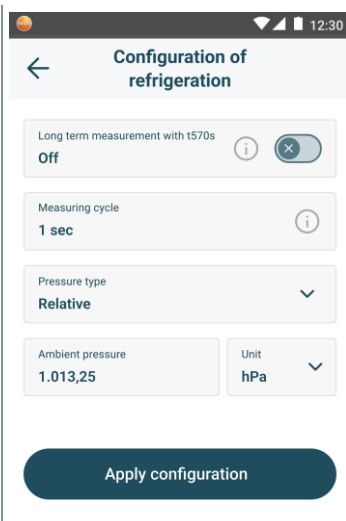 12:30
Configuration of
refrigeration
Long term measurement with t570s
Off
Measuring cycle
1 sec
Pressure type
Relative
Ambient pressure
1.013,25
Unit
hPa
Apply configuration